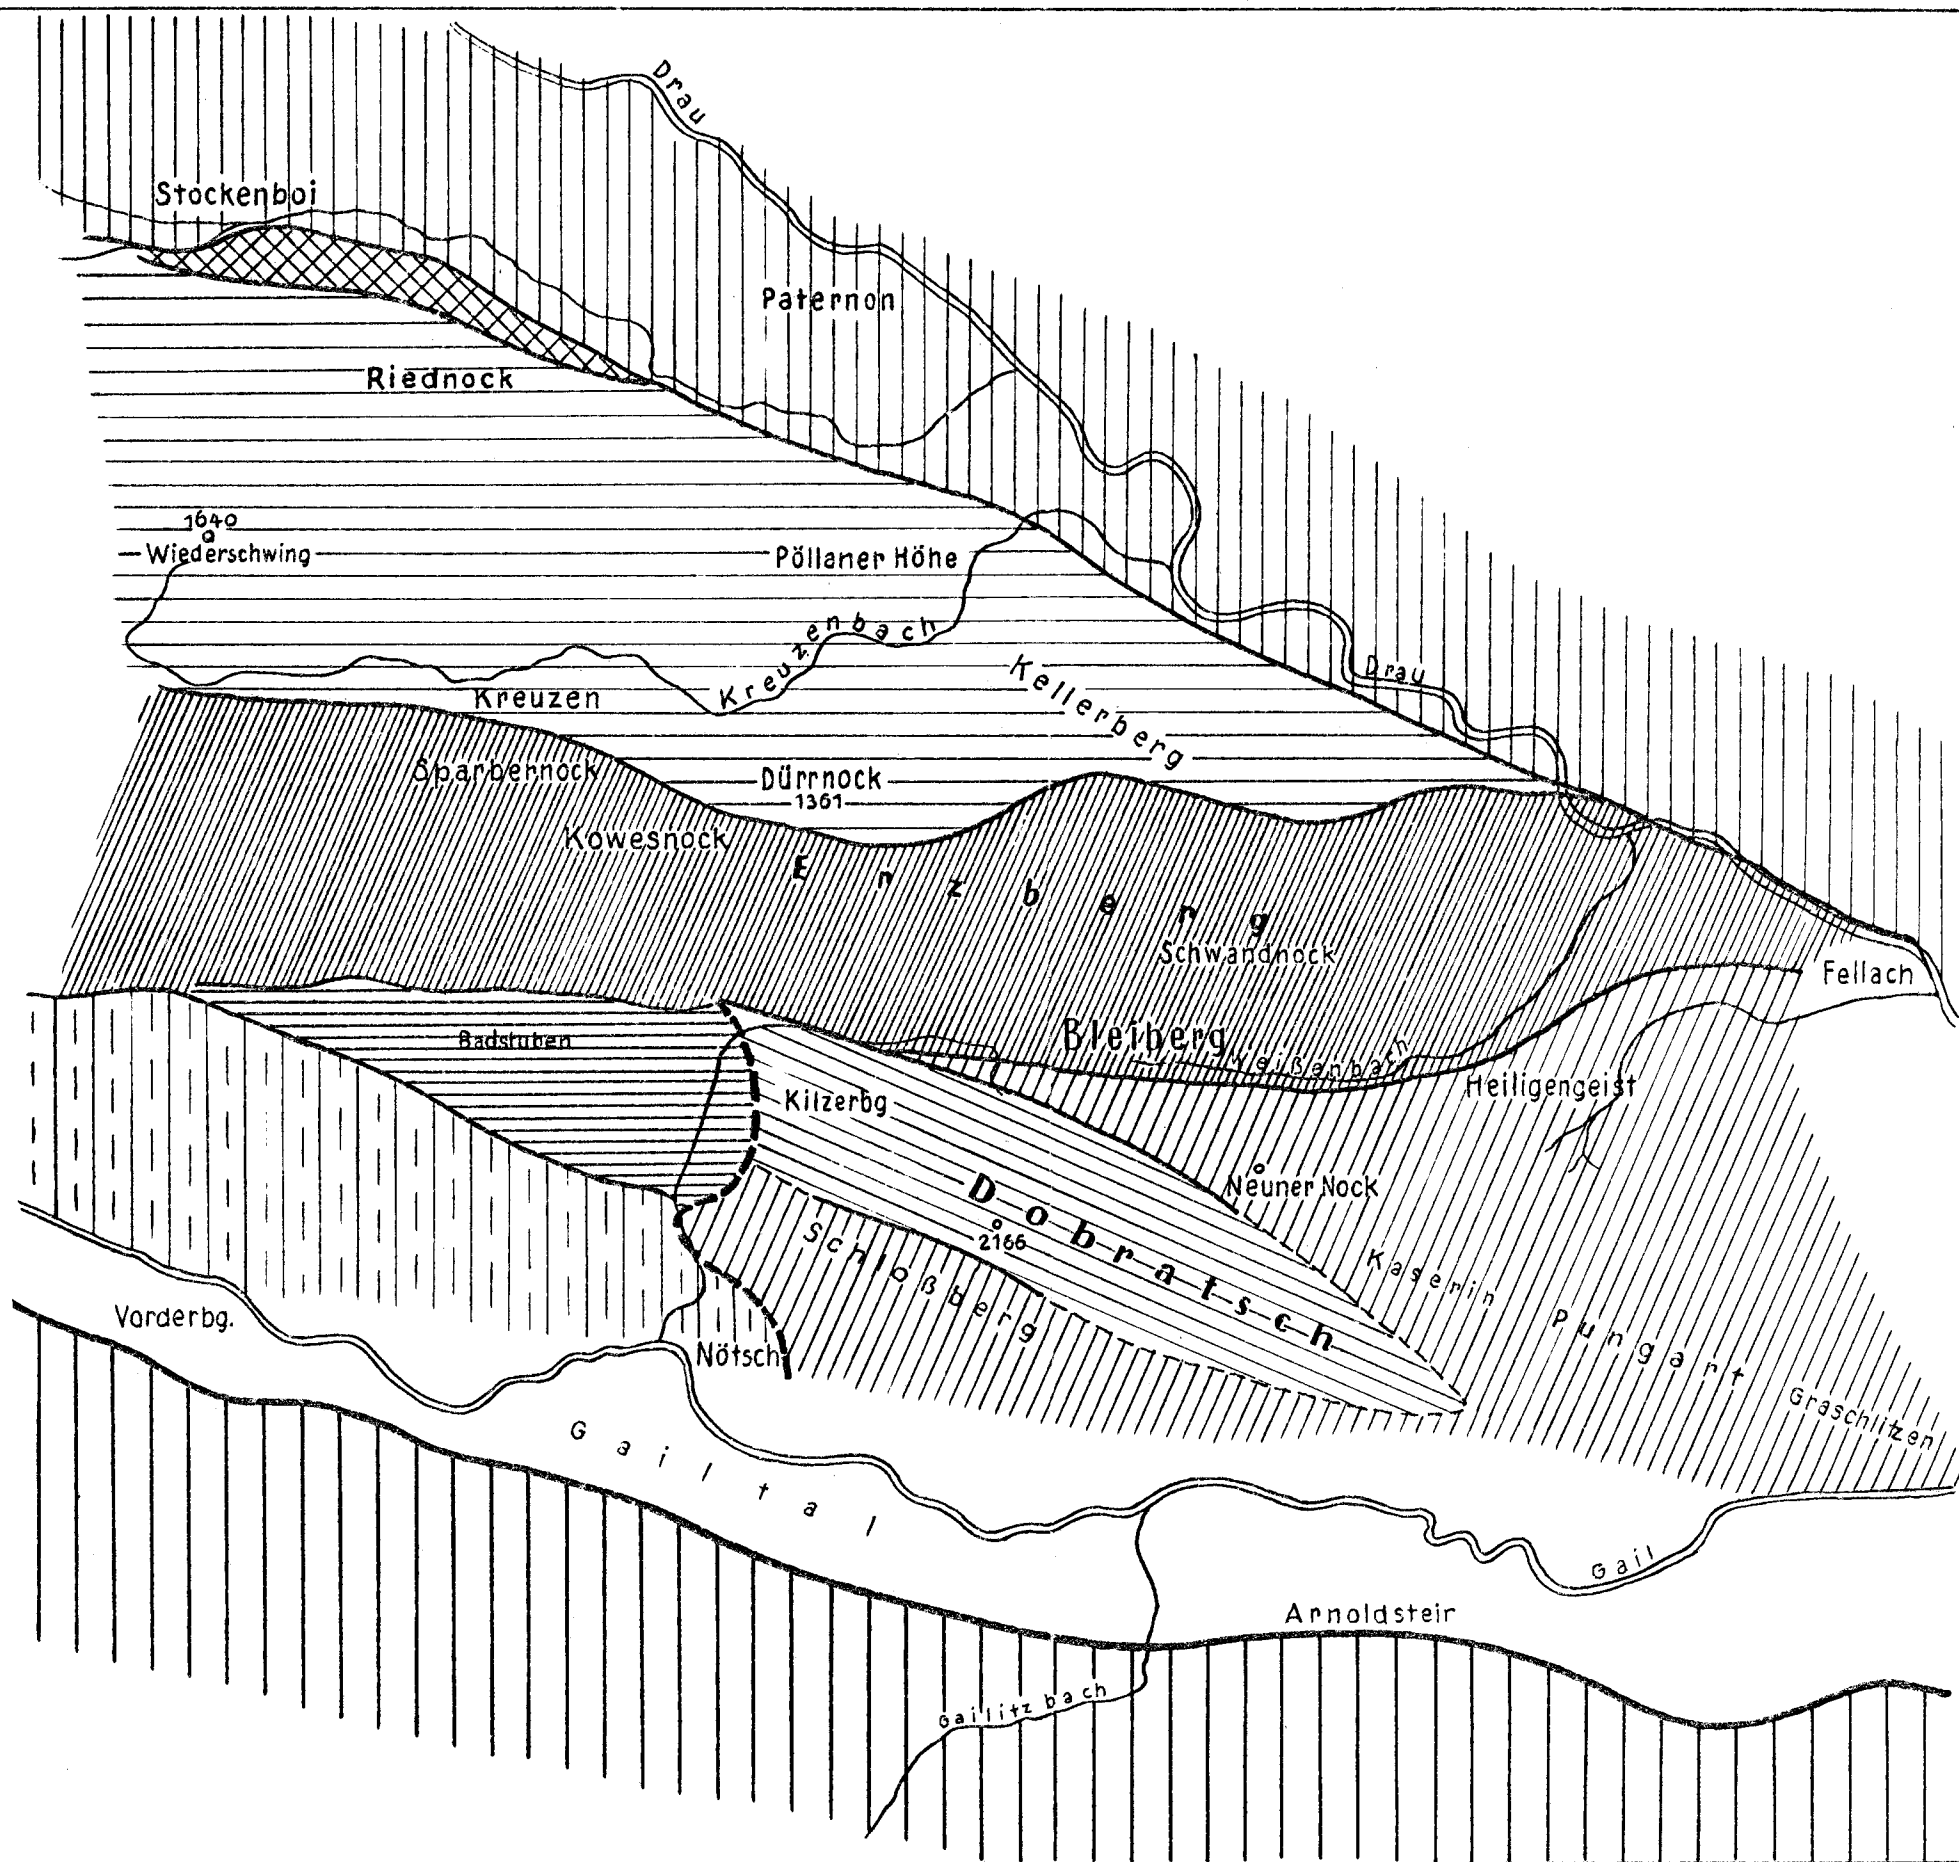 Drau
Stockenboi
Paternon
Riednock
1640
Wiederschwing
Pöllaner Höhe
Kreuzenbach
Kellerberg
Drau
Kreuzen
Sparbernock
Dürrnock
1361
Kowesnock
Erzberg
Schwandnock
Fellach
Bleiberg
Badstuben
Weißenbach
Heiligengeist
Kilzerbg
Neuner Nock
Dobratsch
2166
Schloßberg
Kaserin
Vorderbg.
Pungart
Nötsch
Graschlitzen
Gailtal
Gail
Arnoldsteir
Gailitzbach